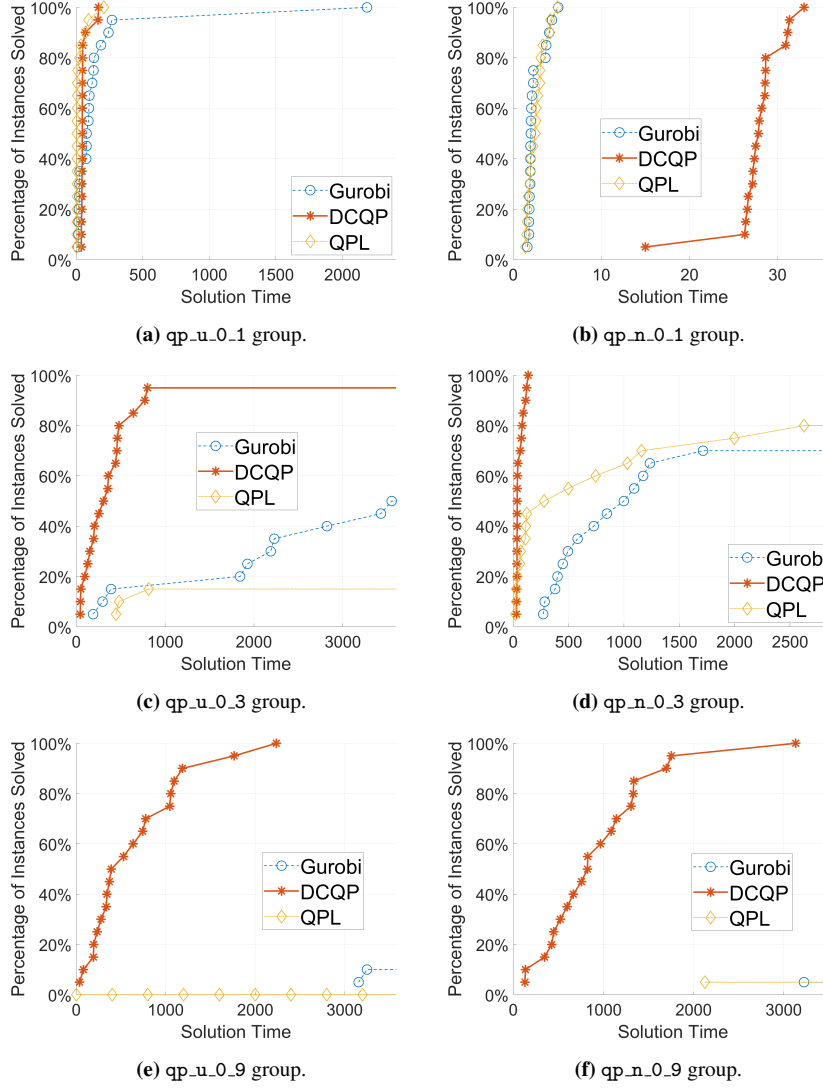 100%
90%
80%
60%
40%
20%
0%
Percentage of Instances Solved
0
500
1000
1500
2000
Solution Time
Gurobi
DCQP
QPL
(a) qp_u_0_1 group.
100%
80%
60%
40%
20%
0%
Percentage of Instances Solved
0
10
20
30
Solution Time
Gurobi
DCQP
QPL
(b) qp_n_0_1 group.
100%
80%
60%
40%
20%
0%
Percentage of Instances Solved
0
1000
2000
3000
Solution Time
Gurobi
DCQP
QPL
(c) qp_u_0_3 group.
100%
80%
60%
40%
20%
0%
Percentage of Instances Solved
0
500
1000
1500
2000
2500
Solution Time
Gurobi
DCQP
QPL
(d) qp_n_0_3 group.
100%
80%
60%
40%
20%
0%
Percentage of Instances Solved
0
1000
2000
3000
Solution Time
Gurobi
DCQP
QPL
(e) qp_u_0_9 group.
100%
80%
60%
40%
20%
0%
Percentage of Instances Solved
0
1000
2000
3000
Solution Time
Gurobi
DCQP
QPL
(f) qp_n_0_9 group.